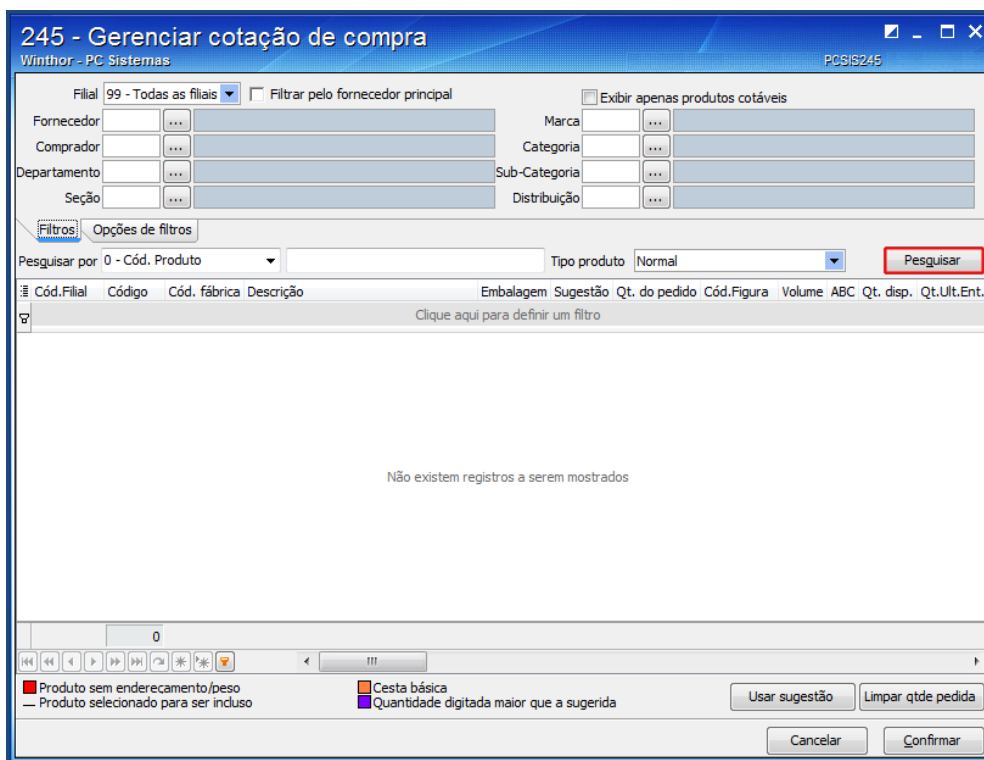 245 - Gerenciar cotação de compra
Winthor - PC Sistemas PCSIS245
Filial 99 - Todas as filiais Filtrar pelo fornecedor principal Exibir apenas produtos cotáveis
Fornecedor ... Marca ...
Comprador ... Categoria ...
Departamento ... Sub-Categoria ...
Seção ... Distribuição ...
Filtros Opções de filtros
Pesquisar por 0 - Cód. Produto Tipo produto Normal Pesquisar
Cód.Filial Código Cód. fábrica Descrição Embalagem Sugestão Qt. do pedido Cód.Figura Volume ABC Qt. disp. Qt.Ult.Ent.
Clique aqui para definir um filtro
Não existem registros a serem mostrados
0
Produto sem enderecamento/peso Cesta básica
Produto selecionado para ser incluso Quantidade digitada maior que a sugerida
Usar sugestão Limpar qtde pedida
Cancelar Confirmar